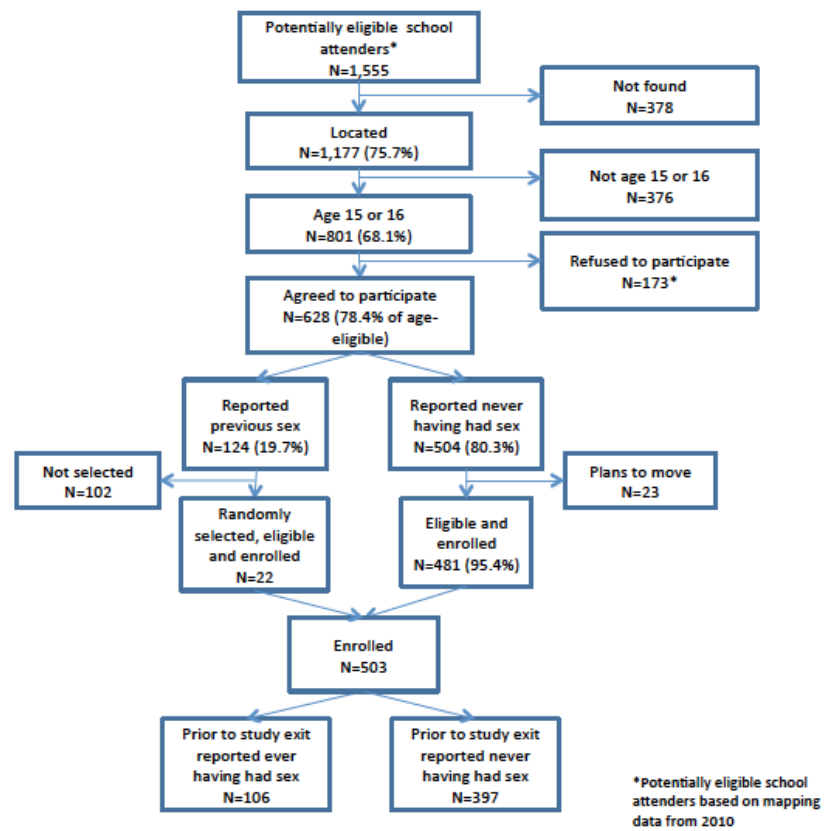 Potentially eligible school
attenders*
N=1,555
Not found
N=378
Located
N=1,177 (75.7%)
Not age 15 or 16
N=376
Age 15 or 16
N=801 (68.1%)
Refused to participate
N=173*
Agreed to participate
N=628 (78.4% of age-
eligible)
Reported
previous sex
N=124 (19.7%)
Reported never
having had sex
N=504 (80.3%)
Not selected
N=102
Plans to move
N=23
Randomly
selected, eligible
and enrolled
N=22
Eligible and
enrolled
N=481 (95.4%)
Enrolled
N=503
Prior to study exit
reported ever
having had sex
N=106
Prior to study exit
reported never
having had sex
N=397
*Potentially eligible school
attenders based on mapping
data from 2010